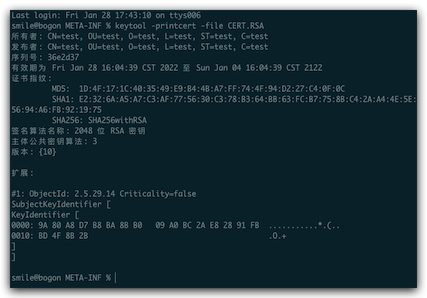 Last login: Fri Jan 28 17:43:10 on ttys006
smile@bogon META-INF % keytool -printcert -file CERT.RSA
所有者: CN=test, OU=test, O=test, L=test, ST=test, C=test
发布者: CN=test, OU=test, O=test, L=test, ST=test, C=test
序列号: 36e2d37
有效期为 Fri Jan 28 16:04:39 CST 2022 至 Sun Jan 04 16:04:39 CST 2122
证书指纹:
MD5: 1D:4F:17:1C:40:35:49:E9:B4:4B:A7:FF:74:4F:94:D2:27:C4:0F:0C
SHA1: E2:32:6A:A5:A7:C3:AF:77:56:30:C3:78:B3:64:BB:63:FC:B7:75:8B:C4:2A:A4:4E:5E:
56:94:A6:FB:92:19:75
SHA256: SHA256withRSA
签名算法名称: 2048 位 RSA 密钥
主体公共密钥算法: 3
版本: {10}
扩展:
#1: ObjectId: 2.5.29.14 Criticality=false
SubjectKeyIdentifier [
KeyIdentifier [
0000: 9A 80 A8 D7 B8 BA 8B B0 09 A0 BC 2A E8 28 91 FB ...........*.(..
0010: BD 4F 8B 2B .O.+
]
]
smile@bogon META-INF %